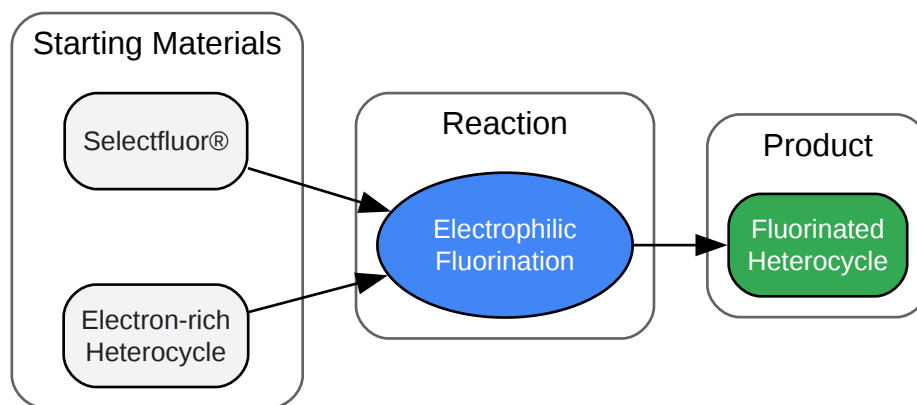 Starting Materials
Selectfluor®
Electron-rich
Heterocycle
Reaction
Electrophilic
Fluorination
Product
Fluorinated
Heterocycle